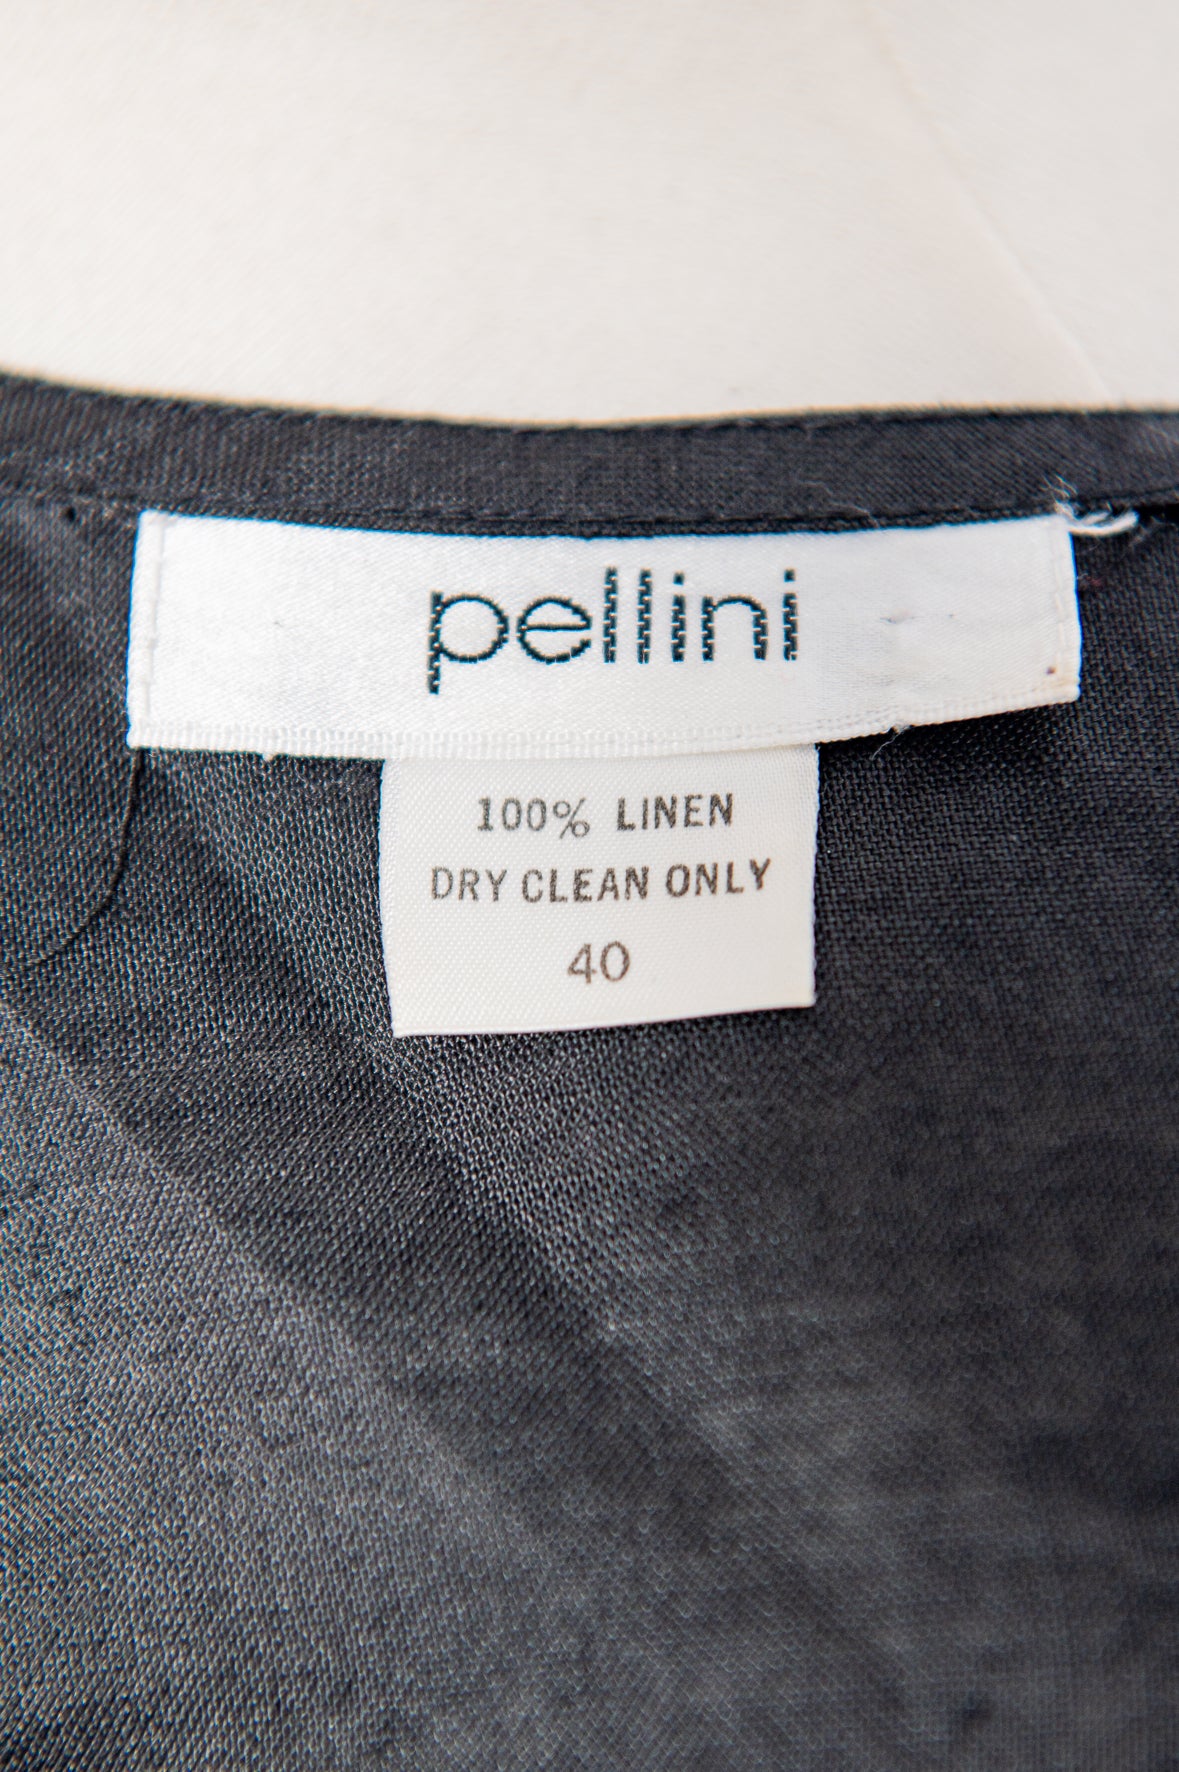 pellini
100% LINEN
DRY CLEAN ONLY
40